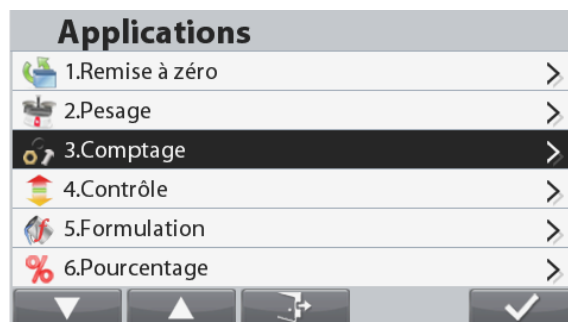 Applications
1.Remise à zéro
2.Pesage
3.Comptage
4.Contrôle
5.Formulation
6.Pourcentage